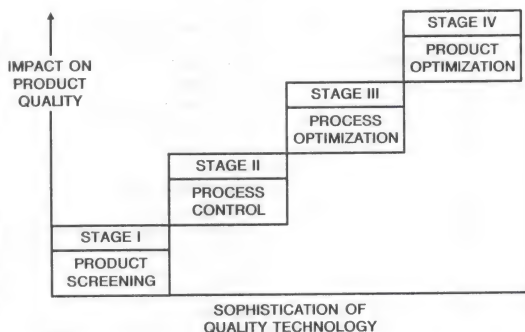 STAGE IV
PRODUCT
OPTIMIZATION
IMPACT ON
PRODUCT
QUALITY
STAGE III
PROCESS
OPTIMIZATION
STAGE II
PROCESS
CONTROL
STAGE I
PRODUCT
SCREENING
SOPHISTICATION OF
QUALITY TECHNOLOGY